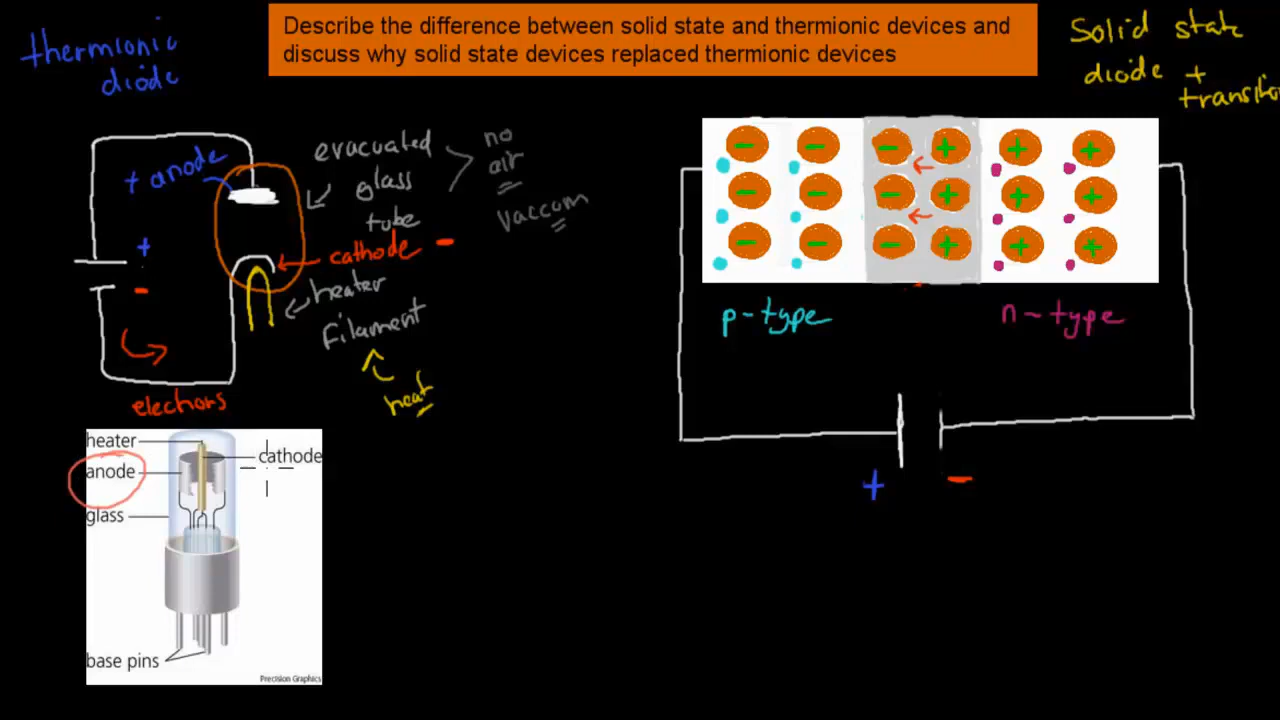 Describe the difference between solid state and thermionic devices and
discuss why solid state devices replaced thermionic devices
thermionic
diode
Solid state
diode +
+ anode
evacuated
glass
tube
no
air
vaccum
cathode -
heater
filament
heat
+
-
electrons
heater
cathode
anode
glass
base pins
Precision Graphics
- - - + + +
- - - + + +
- - - + + +
p-type
n-type
+ -